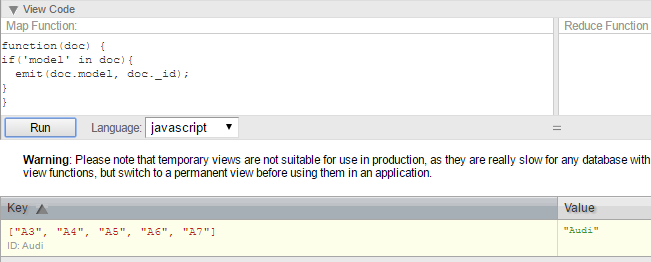 View Code
Map Function:
Reduce Function
function(doc) {
if('model' in doc){
  emit(doc.model, doc._id);
}
}
Run
Language: javascript
Warning: Please note that temporary views are not suitable for use in production, as they are really slow for any database with
view functions, but switch to a permanent view before using them in an application.
Key
Value
["A3", "A4", "A5", "A6", "A7"]
ID: Audi
"Audi"